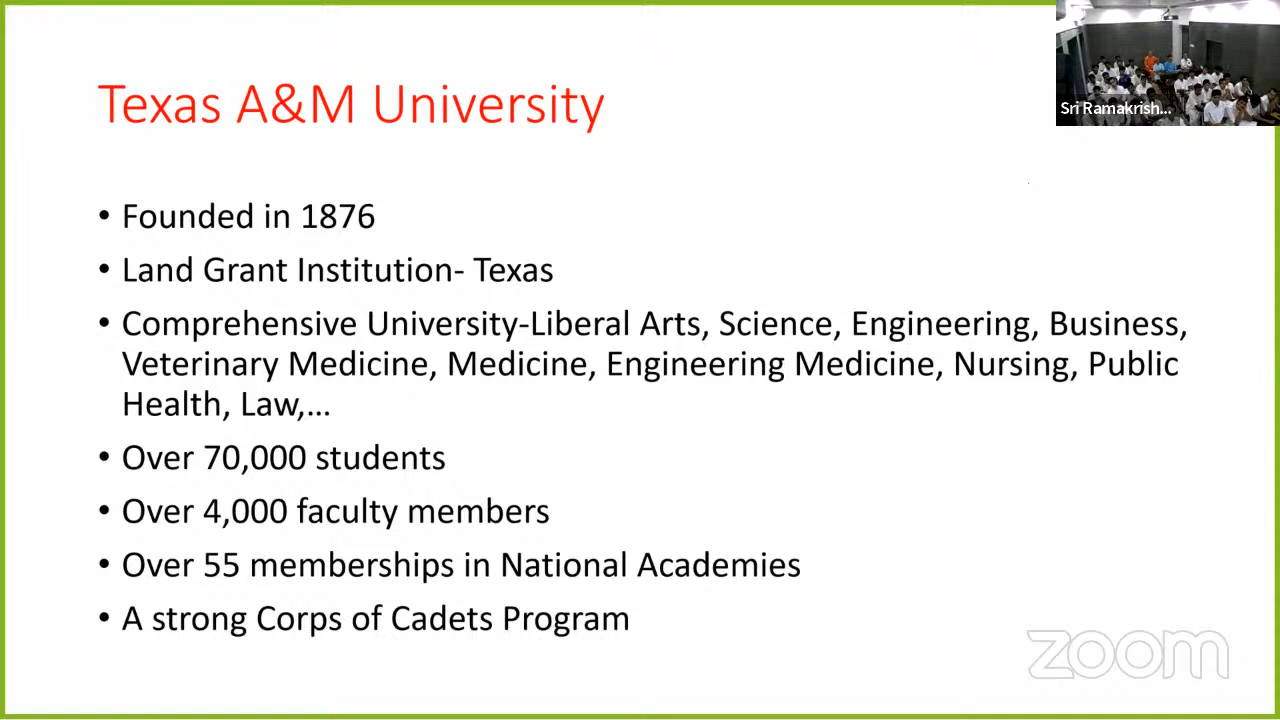 Texas A&M University
Sri Ramakrish...
• Founded in 1876
• Land Grant Institution- Texas
• Comprehensive University-Liberal Arts, Science, Engineering, Business,
Veterinary Medicine, Medicine, Engineering Medicine, Nursing, Public
Health, Law,...
• Over 70,000 students
• Over 4,000 faculty members
• Over 55 memberships in National Academies
• A strong Corps of Cadets Program
zoom